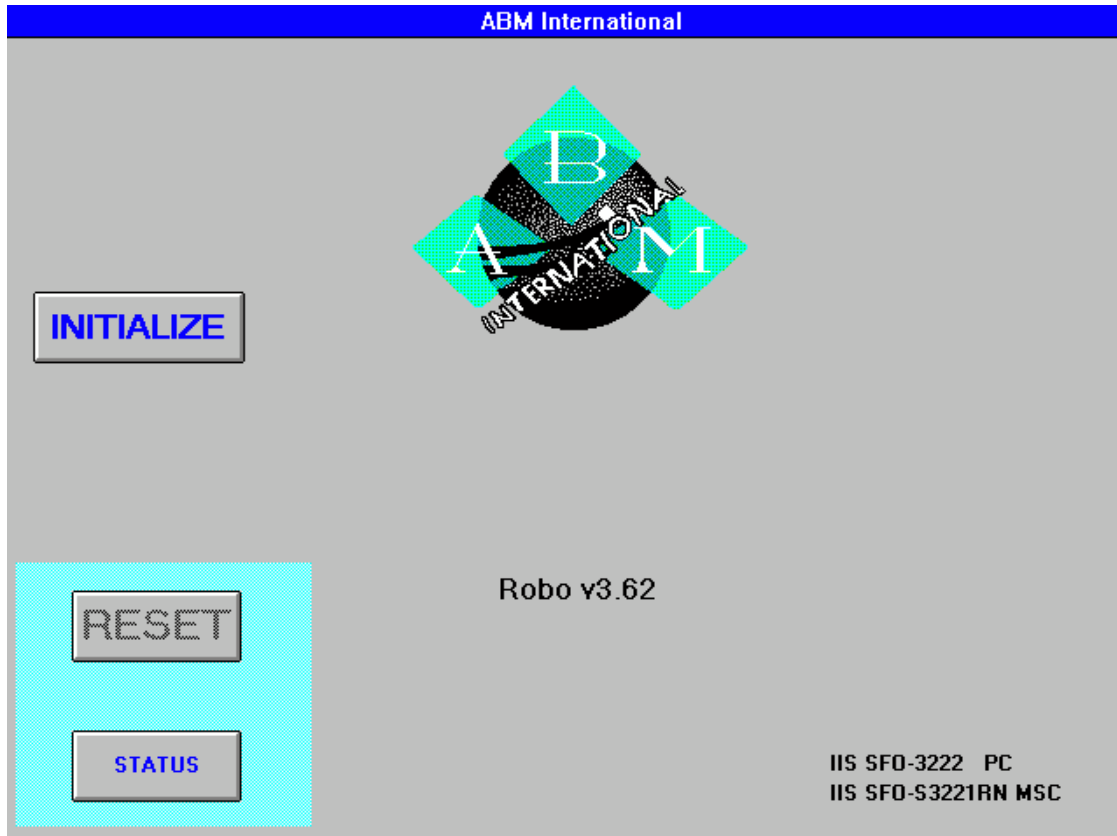 ABM International
B
A
M
INTERNATIONAL
INITIALIZE
Robo v3.62
RESET
STATUS
IIS SFO-3222 PC
IIS SFO-S3221RN MSC